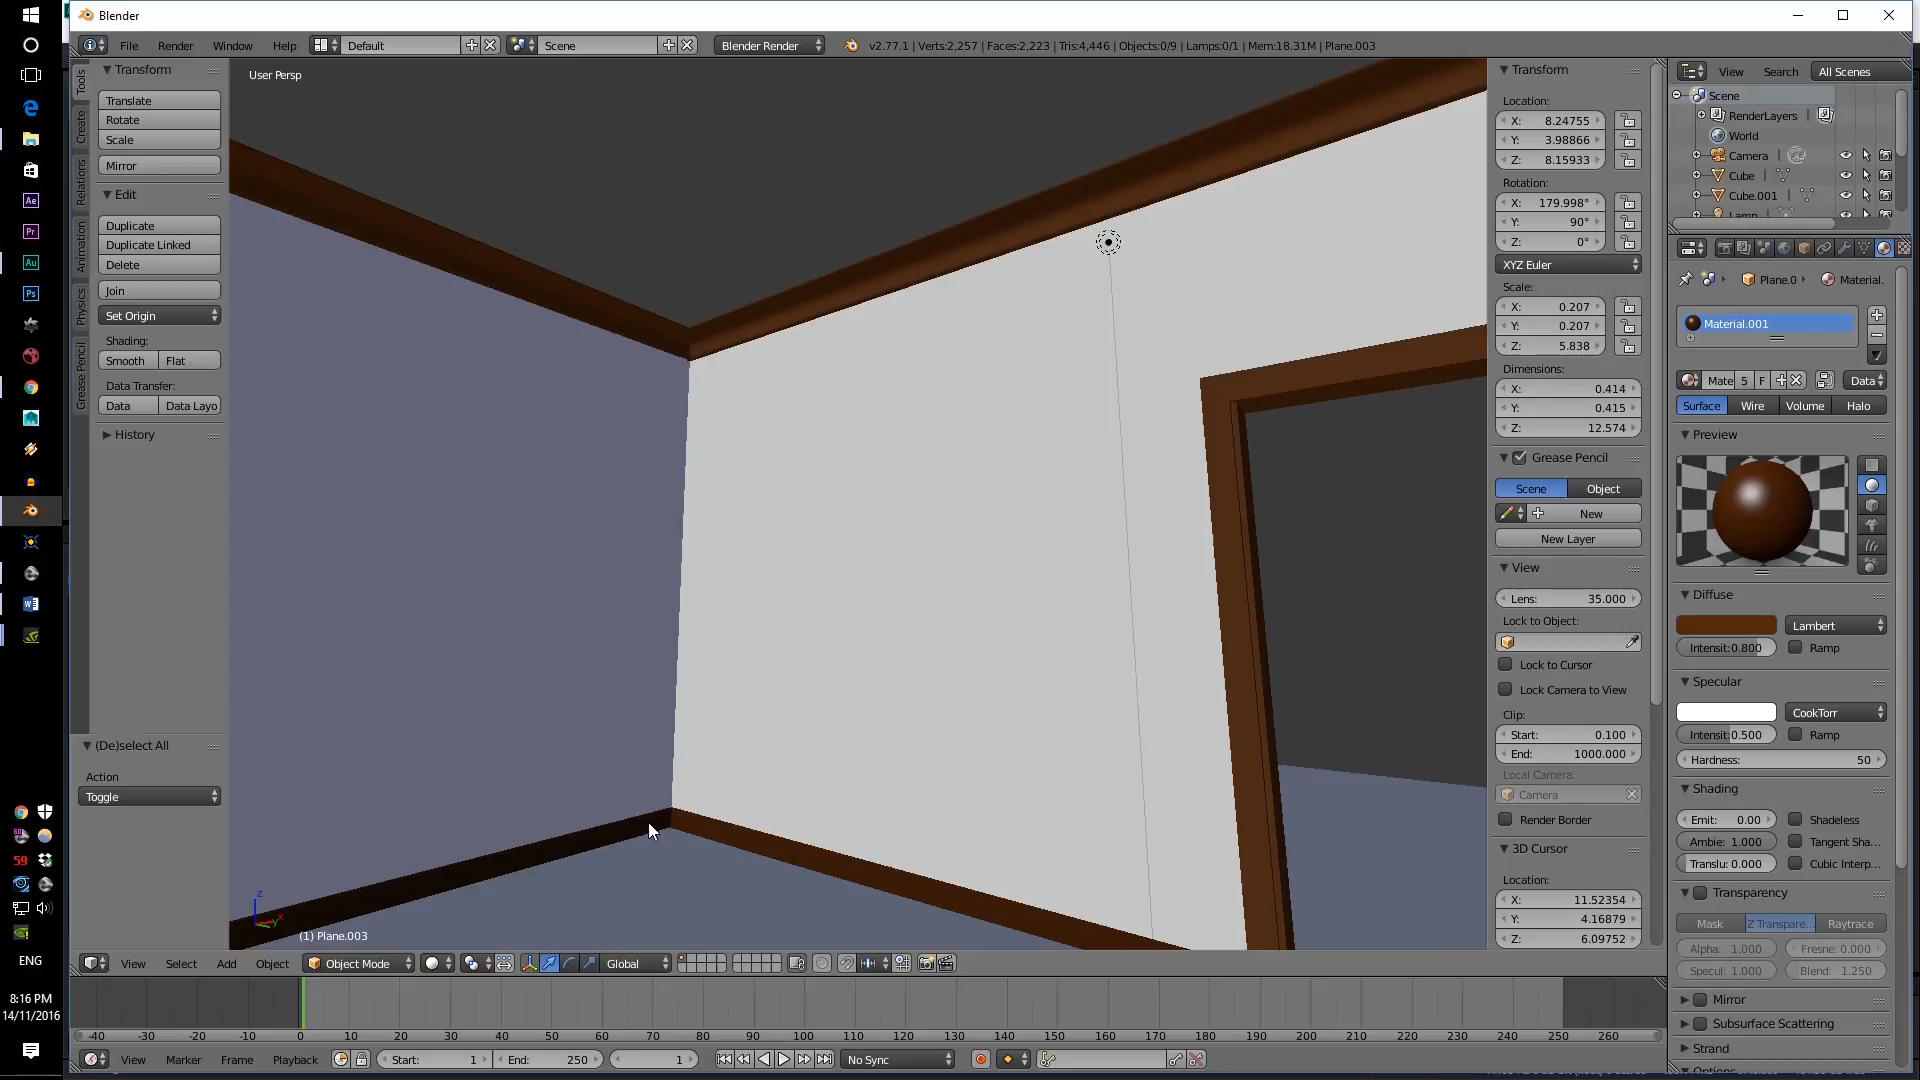 Blender
File Render Window Help Default Scene Blender Render v2.77.1 | Verts:2,257 | Faces:2,223 | Tris:4,446 | Objects:0/9 | Lamps:0/1 | Mem:18.31M | Plane.003
Tools
Create
Relations
Animation
Physics
Grease Pencil
Transform
Translate
Rotate
Scale
Mirror
Edit
Duplicate
Duplicate Linked
Delete
Join
Set Origin
Shading:
Smooth Flat
Data Transfer:
Data Data Layo
History
(De)select All
Action
Toggle
User Persp
z
x
y
(1) Plane.003
Transform
Location:
X: 8.24755
Y: 3.98866
Z: 8.15933
Rotation:
X: 179.998°
Y: 90°
Z: 0°
XYZ Euler
Scale:
X: 0.207
Y: 0.207
Z: 5.838
Dimensions:
X: 0.414
Y: 0.415
Z: 12.574
Grease Pencil
Scene Object
New
New Layer
View
Lens: 35.000
Lock to Object:
Lock to Cursor
Lock Camera to View
Clip:
Start: 0.100
End: 1000.000
Local Camera:
Camera
Render Border
3D Cursor
Location:
X: 11.52354
Y: 4.16879
Z: 6.09752
View Search All Scenes
Scene
RenderLayers |
World
Camera
Cube
Cube.001
Lamp
Plane.0 Material.
Material.001
Mate 5 F Data
Surface Wire Volume Halo
Preview
Diffuse
Lambert
Intensit:0.800 Ramp
Specular
CookTorr
Intensit:0.500 Ramp
Hardness: 50
Shading
Emit: 0.00 Shadeless
Ambie: 1.000 Tangent Sha...
Translu: 0.000 Cubic Interp...
Transparency
Mask Z Transpare... Raytrace
Alpha: 1.000 Fresne: 0.000
Specul: 1.000 Blend: 1.250
Mirror
Subsurface Scattering
Strand
Options
View Select Add Object Object Mode Global
-40 -30 -20 -10 0 10 20 30 40 50 60 70 80 90 100 110 120 130 140 150 160 170 180 190 200 210 220 230 240 250 260
View Marker Frame Playback Start: 1 End: 250 1 No Sync
Ae
Pr
Au
Ps
59
ENG
8:16 PM
14/11/2016